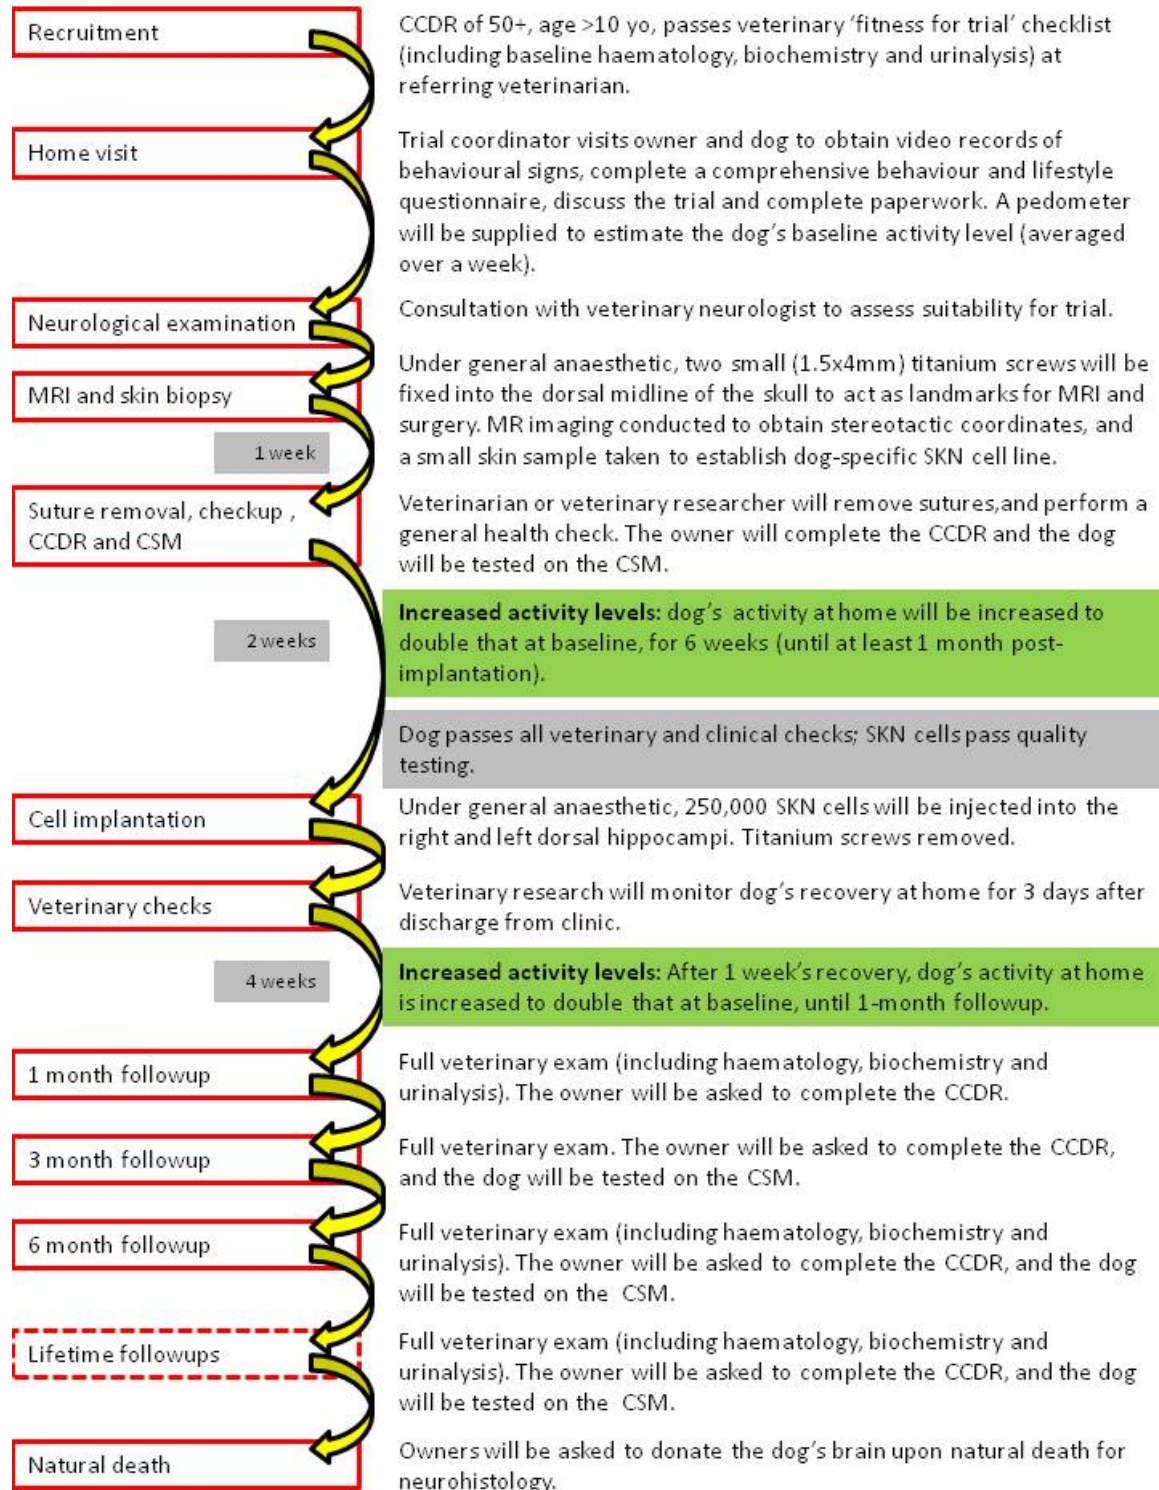 Recruitment
CCDR of 50+, age >10 yo, passes veterinary ‘fitness for trial’ checklist
(including baseline haematology, biochemistry and urinalysis) at
referring veterinarian.
Home visit
Trial coordinator visits owner and dog to obtain video records of
behavioural signs, complete a comprehensive behaviour and lifestyle
questionnaire, discuss the trial and complete paperwork. A pedometer
will be supplied to estimate the dog’s baseline activity level (averaged
over a week).
Neurological examination
Consultation with veterinary neurologist to assess suitability for trial.
MRI and skin biopsy
Under general anaesthetic, two small (1.5x4mm) titanium screws will be
fixed into the dorsal midline of the skull to act as landmarks for MRI and
surgery. MR imaging conducted to obtain stereotactic coordinates, and
a small skin sample taken to establish dog-specific SKN cell line.
1 week
Suture removal, checkup ,
CCDR and CSM
Veterinarian or veterinary researcher will remove sutures,and perform a
general health check. The owner will complete the CCDR and the dog
will be tested on the CSM.
2 weeks
Increased activity levels: dog’s activity at home will be increased to
double that at baseline, for 6 weeks (until at least 1 month post-
implantation).
Dog passes all veterinary and clinical checks; SKN cells pass quality
testing.
Cell implantation
Under general anaesthetic, 250,000 SKN cells will be injected into the
right and left dorsal hippocampi. Titanium screws removed.
Veterinary checks
Veterinary research will monitor dog’s recovery at home for 3 days after
discharge from clinic.
4 weeks
Increased activity levels: After 1 week’s recovery, dog’s activity at home
is increased to double that at baseline, until 1-month followup.
1 month followup
Full veterinary exam (including haematology, biochemistry and
urinalysis). The owner will be asked to complete the CCDR.
3 month followup
Full veterinary exam. The owner will be asked to complete the CCDR,
and the dog will be tested on the CSM.
6 month followup
Full veterinary exam (including haematology, biochemistry and
urinalysis). The owner will be asked to complete the CCDR, and the dog
will be tested on the CSM.
Lifetime followups
Full veterinary exam (including haematology, biochemistry and
urinalysis). The owner will be asked to complete the CCDR, and the dog
will be tested on the CSM.
Natural death
Owners will be asked to donate the dog’s brain upon natural death for
neurohistology.